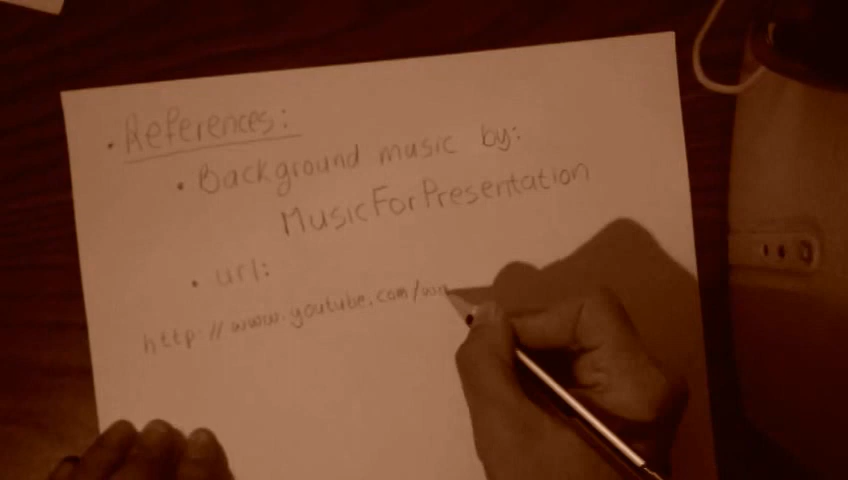 • References:
• Background music by:
MusicForPresentation
• url:
http://www.youtube.com/